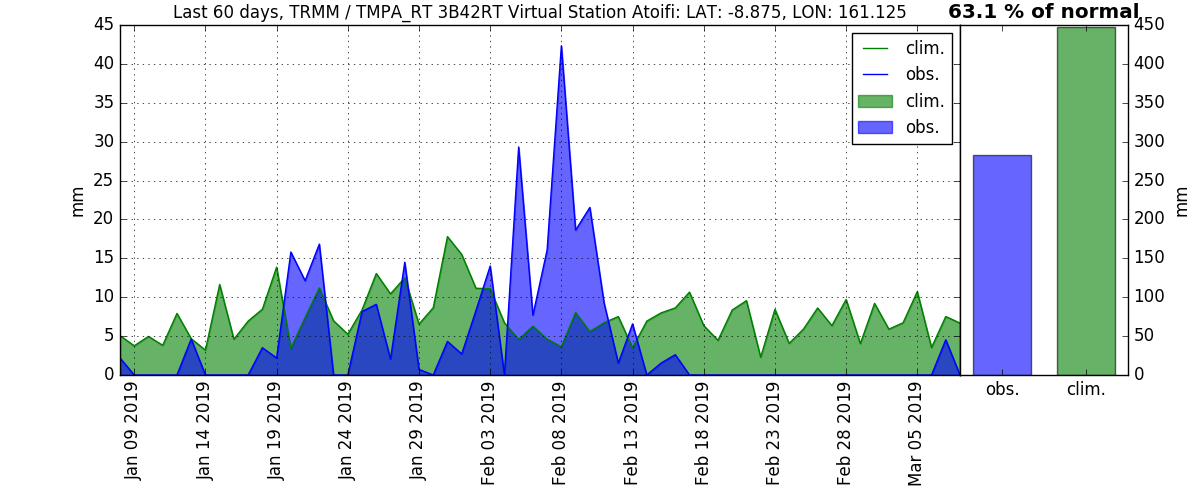 Last 60 days, TRMM / TMPA_RT 3B42RT Virtual Station Atoifi: LAT: -8.875, LON: 161.125
63.1 % of normal
45
40
35
30
25
20
15
10
5
0
mm
clim.
obs.
clim.
obs.
450
400
350
300
250
200
150
100
50
0
mm
Jan 09 2019
Jan 14 2019
Jan 19 2019
Jan 24 2019
Jan 29 2019
Feb 03 2019
Feb 08 2019
Feb 13 2019
Feb 18 2019
Feb 23 2019
Feb 28 2019
Mar 05 2019
obs.
clim.